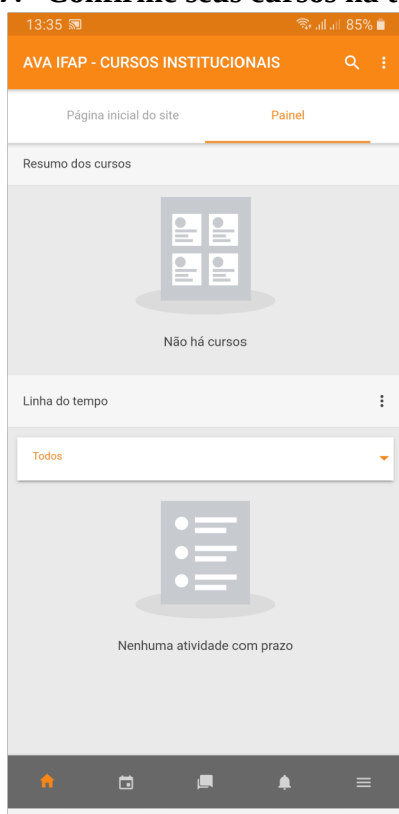 7. Confirme seus cursos na t
13:35 85%
AVA IFAP - CURSOS INSTITUCIONAIS
Página inicial do site Painel
Resumo dos cursos
Não há cursos
Linha do tempo
Todos
Nenhuma atividade com prazo